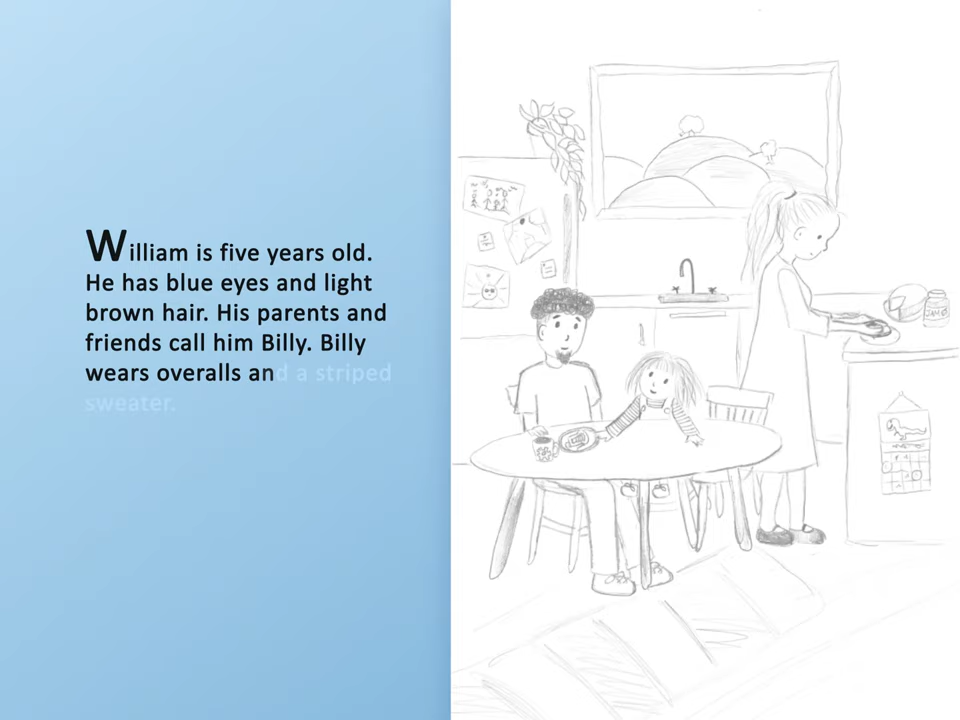 William is five years old.
He has blue eyes and light
brown hair. His parents and
friends call him Billy. Billy
wears overalls and a striped
sweater.
JAM